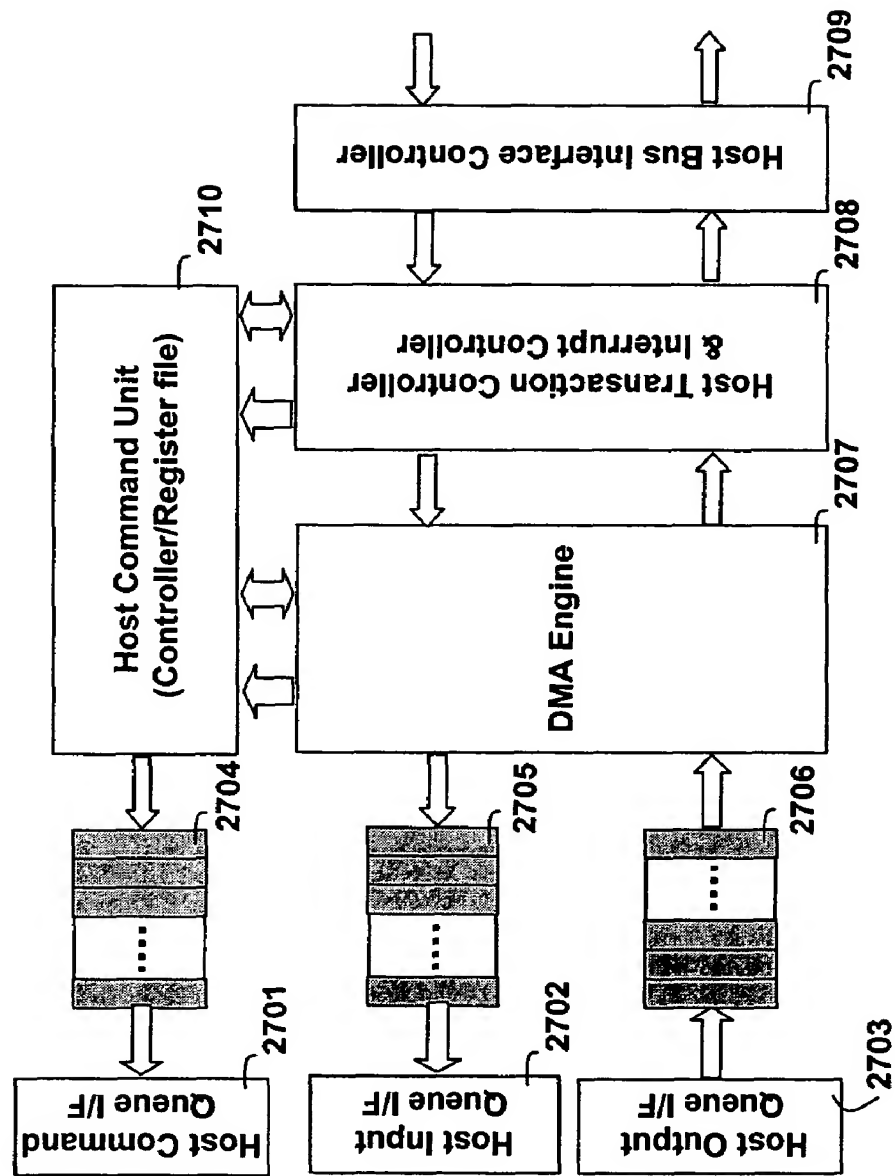 2710
Host Command Unit
(Controller/Register file)
2704
Host Command
Queue I/F
2701
Host Bus Interface Controller
2709
Host Transaction Controller
& Interrupt Controller
2708
DMA Engine
2707
2705
Host Input
Queue I/F
2702
2706
Host Output
Queue I/F
2703